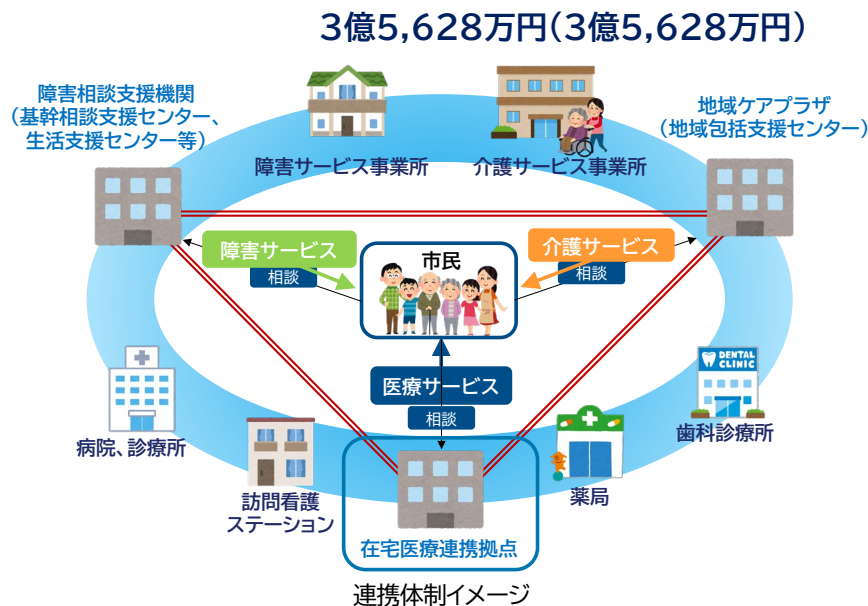 3億5,628万円(3億5,628万円)
障害相談支援機関
（基幹相談支援センター、
生活支援センター等）
地域ケアプラザ
（地域包括支援センター）
障害サービス事業所
介護サービス事業所
障害サービス
相談
市民
介護サービス
相談
医療サービス
相談
DENTAL
CLINIC
病院、診療所
歯科診療所
訪問看護
ステーション
薬局
在宅医療連携拠点
連携体制イメージ